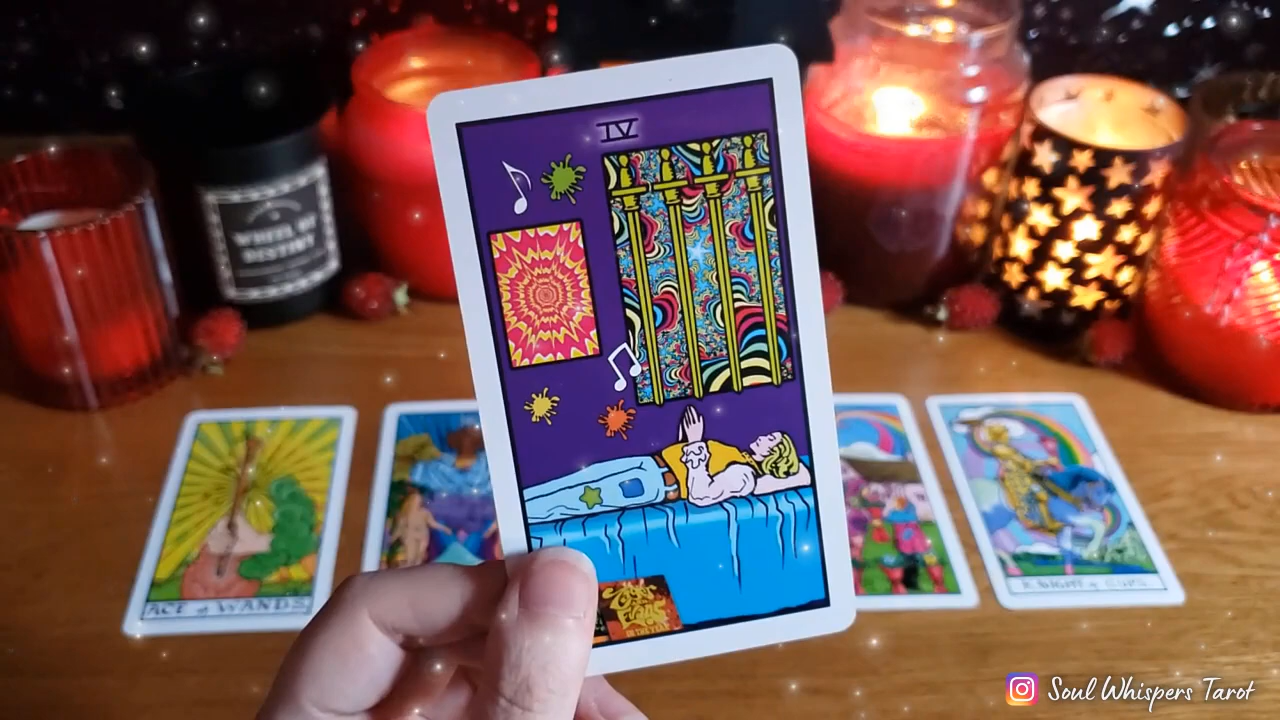 IV
WHEEL OF
DESTINY
ACE of WANDS
KNIGHT of CUPS
Soul Whispers Tarot